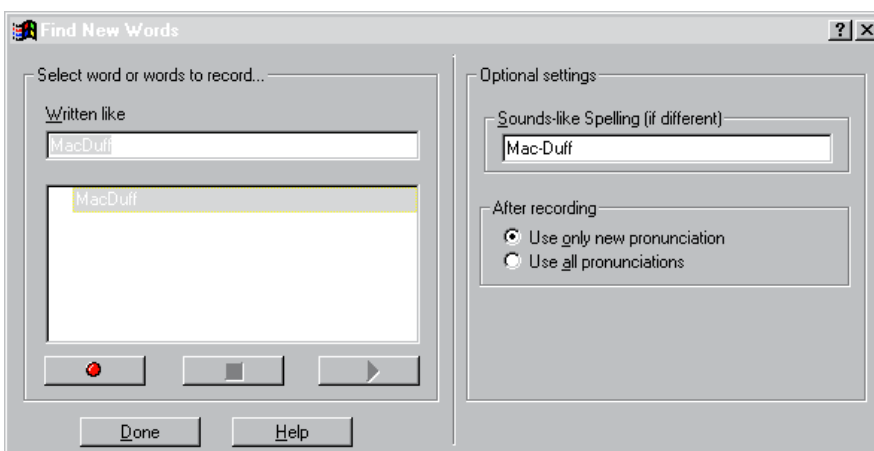 Find New Words
Select word or words to record...
Written like
MacDuff
MacDuff
Done
Help
Optional settings
Sounds-like Spelling (if different)
Mac-Duff
After recording
Use only new pronunciation
Use all pronunciations